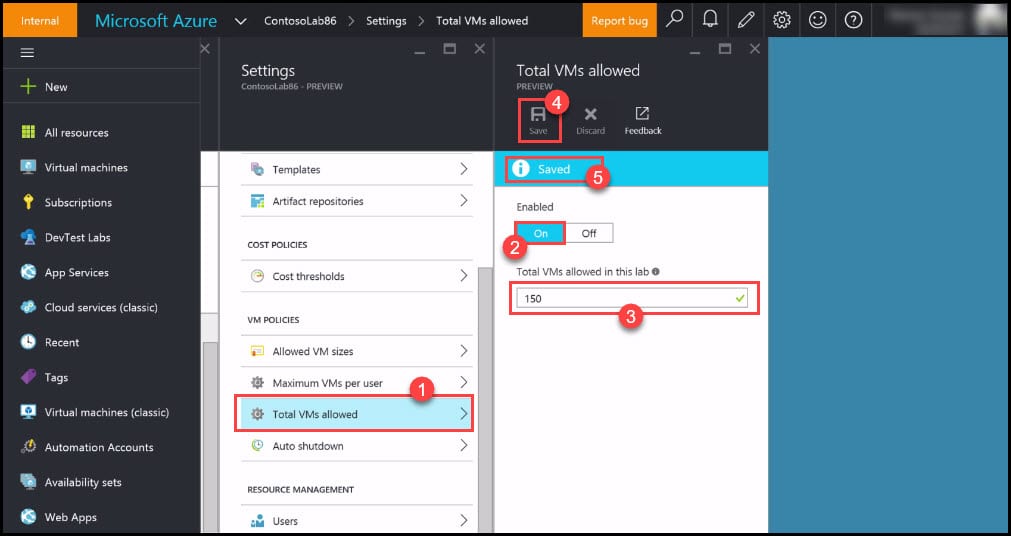 Internal
Microsoft Azure
ContosoLab86 > Settings > Total VMs allowed
Report bug
New
All resources
Virtual machines
Subscriptions
DevTest Labs
App Services
Cloud services (classic)
Recent
Tags
Virtual machines (classic)
Automation Accounts
Availability sets
Web Apps
Settings
ContosoLab86 - PREVIEW
Templates
Artifact repositories
COST POLICIES
Cost thresholds
VM POLICIES
Allowed VM sizes
Maximum VMs per user
1
Total VMs allowed
Auto shutdown
RESOURCE MANAGEMENT
Users
Total VMs allowed
PREVIEW
4
Save
Discard
Feedback
Saved
5
Enabled
On
Off
2
Total VMs allowed in this lab
150
3